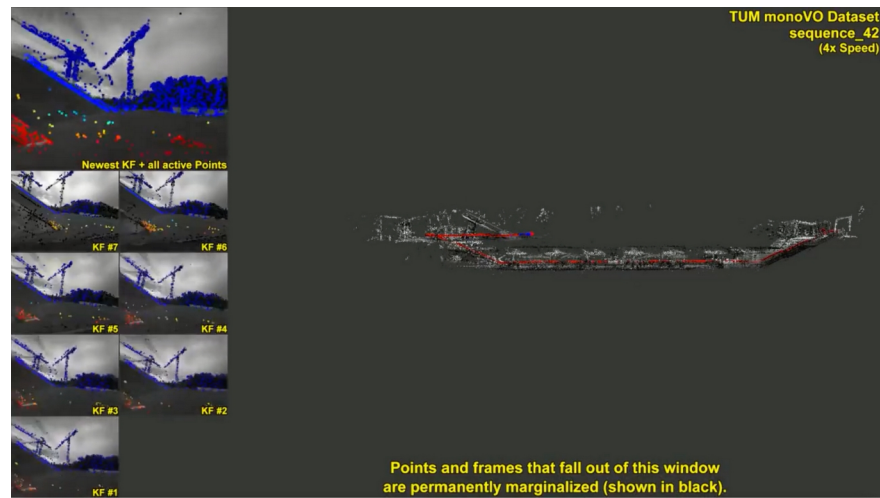 TUM monoVO Dataset
sequence_42
(4x Speed)
Newest KF + all active Points
KF #7
KF #6
KF #5
KF #4
KF #3
KF #2
KF #1
Points and frames that fall out of this window
are permanently marginalized (shown in black).